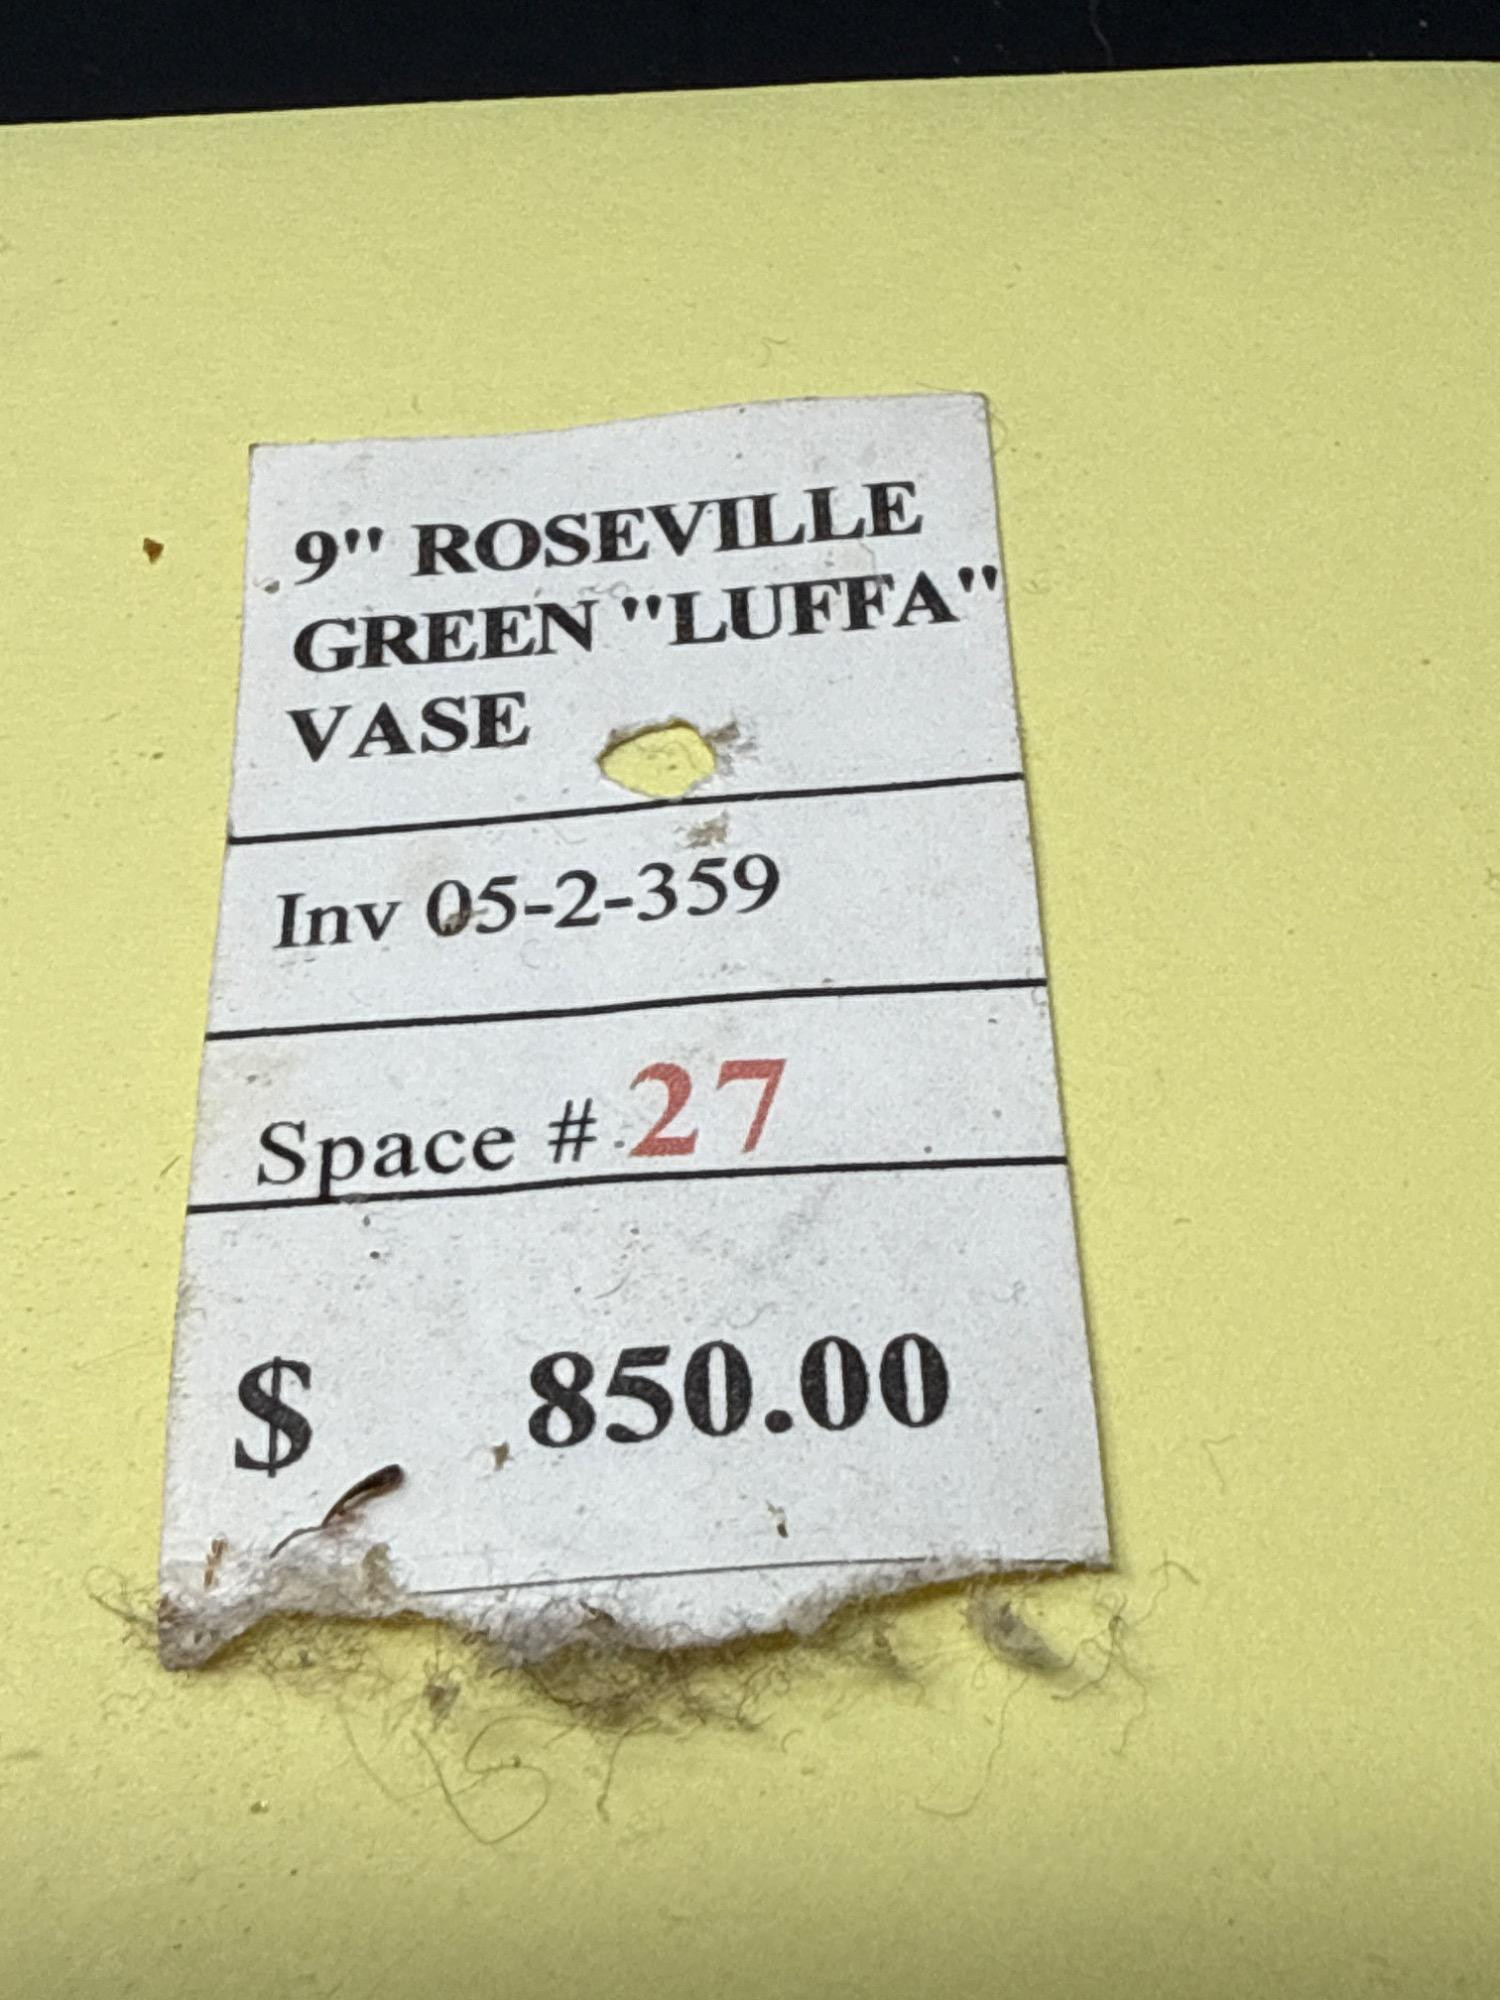 9" ROSEVILLE
GREEN "LUFFA"
VASE
Inv 05-2-359
Space # 27
$ 850.00